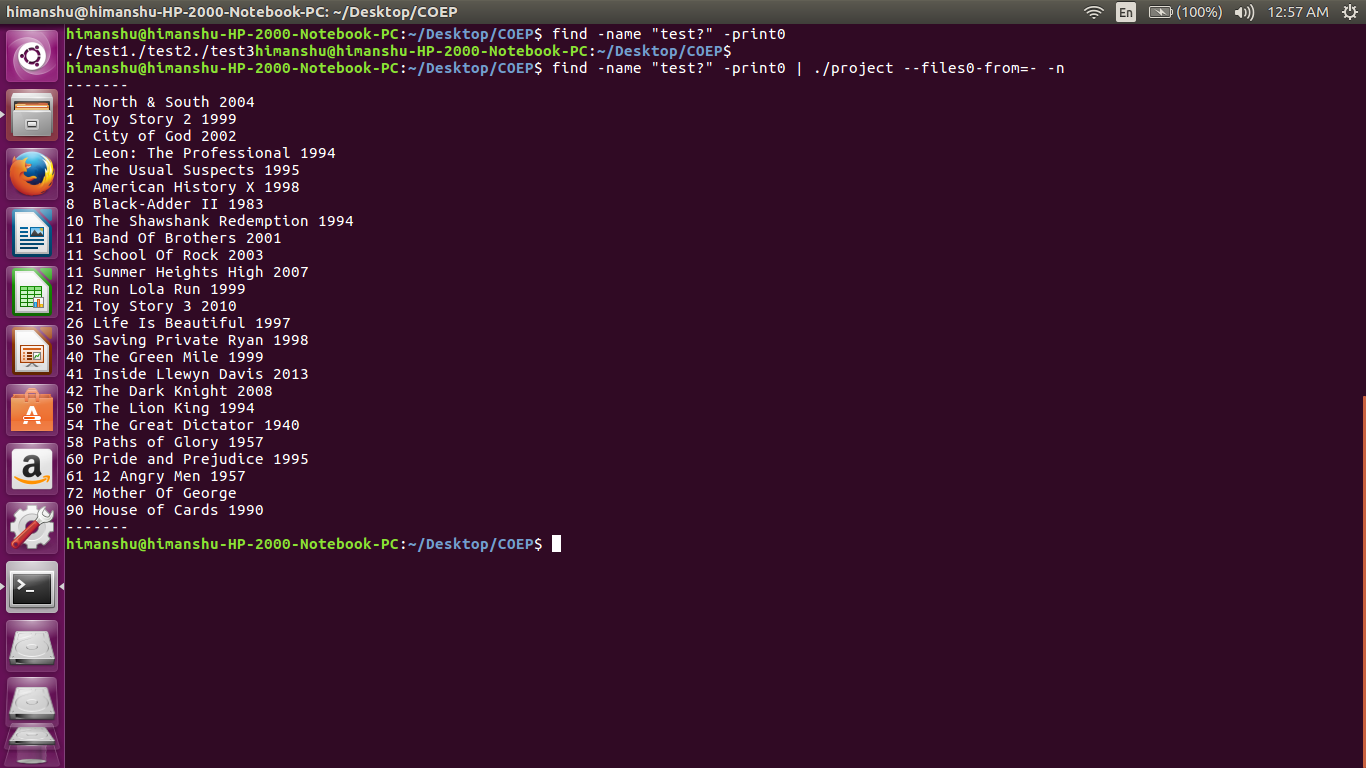 himanshu@himanshu-HP-2000-Notebook-PC: ~/Desktop/COEP
En
(100%)
12:57 AM
himanshu@himanshu-HP-2000-Notebook-PC:~/Desktop/COEP$ find -name "test?" -print0
./test1./test2./test3himanshu@himanshu-HP-2000-Notebook-PC:~/Desktop/COEP$
himanshu@himanshu-HP-2000-Notebook-PC:~/Desktop/COEP$ find -name "test?" -print0 | ./project --files0-from=- -n
-------
1  North & South 2004
1  Toy Story 2 1999
2  City of God 2002
2  Leon: The Professional 1994
2  The Usual Suspects 1995
3  American History X 1998
8  Black-Adder II 1983
10 The Shawshank Redemption 1994
11 Band Of Brothers 2001
11 School Of Rock 2003
11 Summer Heights High 2007
12 Run Lola Run 1999
21 Toy Story 3 2010
26 Life Is Beautiful 1997
30 Saving Private Ryan 1998
40 The Green Mile 1999
41 Inside Llewyn Davis 2013
42 The Dark Knight 2008
50 The Lion King 1994
54 The Great Dictator 1940
58 Paths of Glory 1957
60 Pride and Prejudice 1995
61 12 Angry Men 1957
72 Mother Of George
90 House of Cards 1990
-------
himanshu@himanshu-HP-2000-Notebook-PC:~/Desktop/COEP$